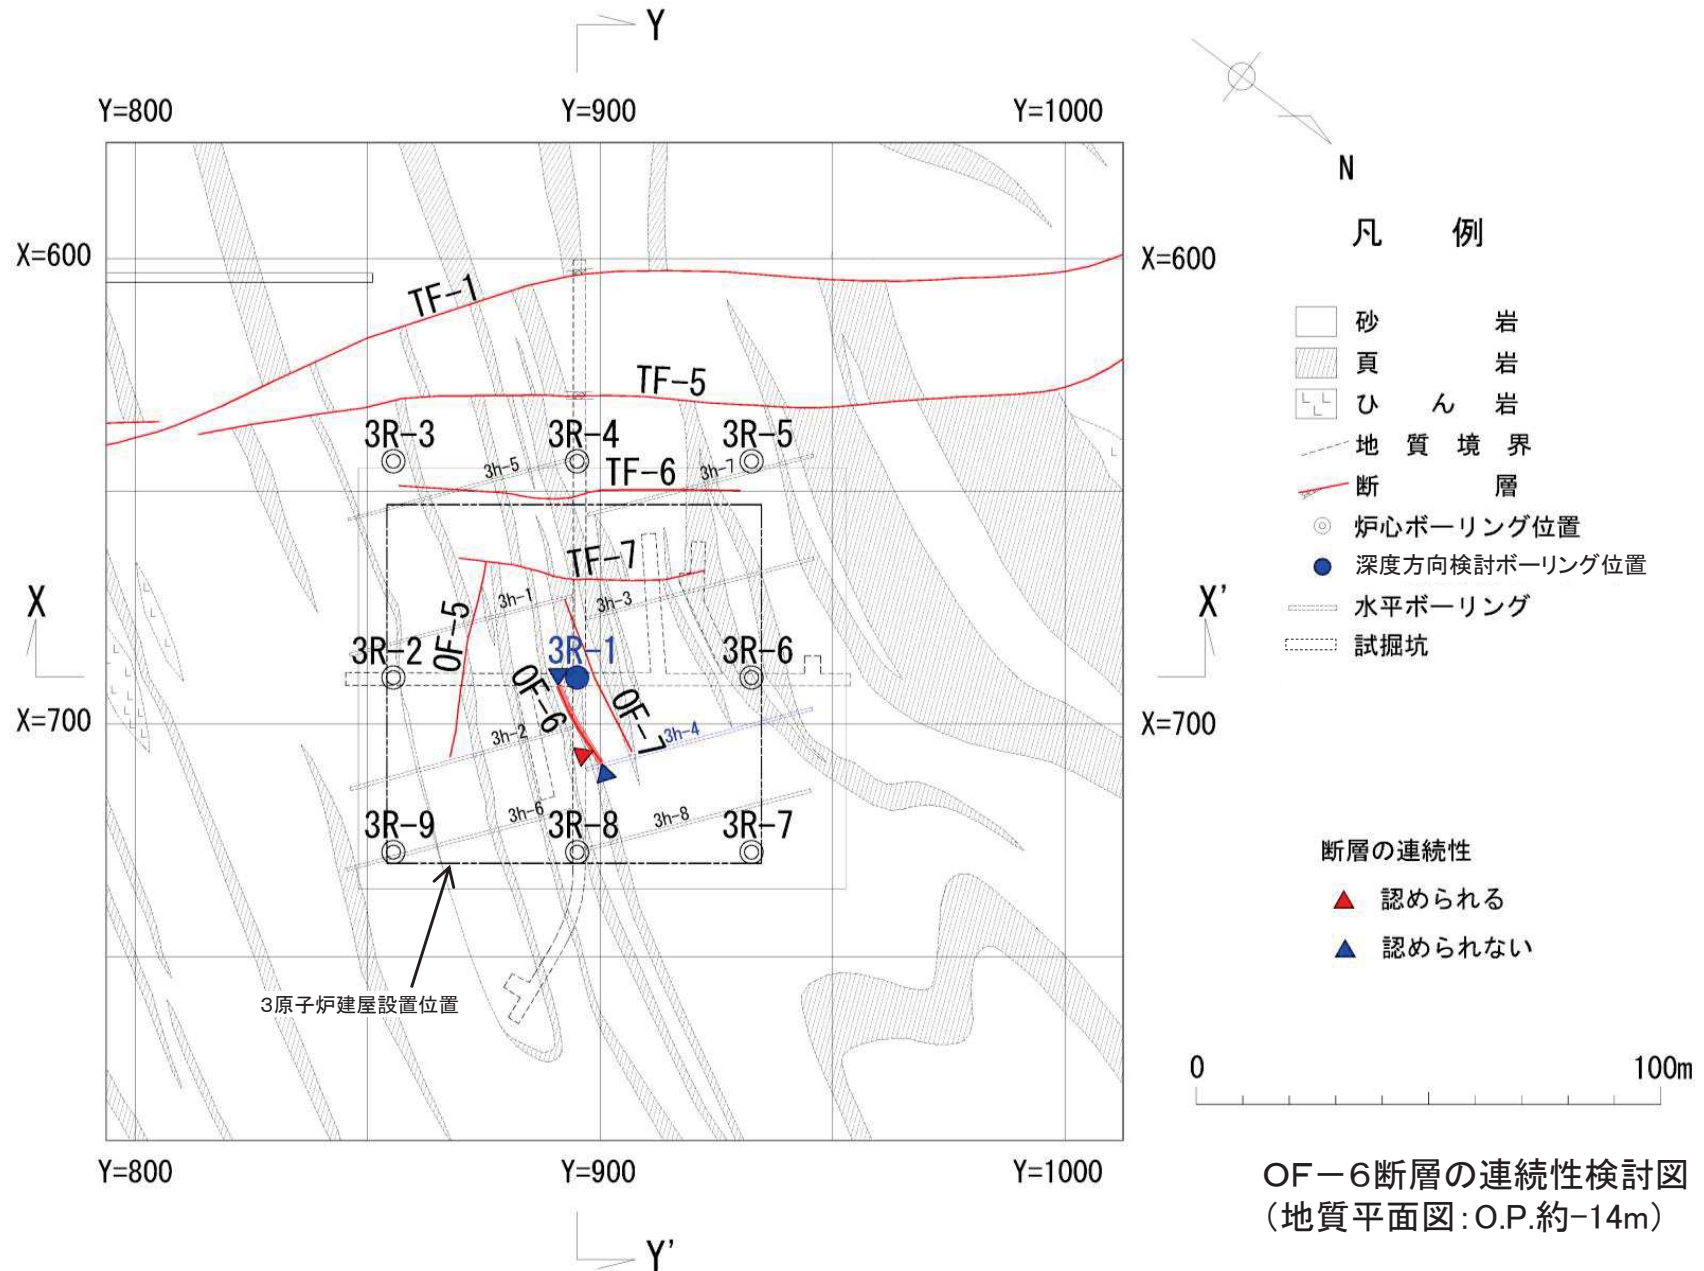 Y
Y=800 Y=900 Y=1000
N
X=600 X=600
凡 例
砂 岩
頁 岩
ひ ん 岩
地 質 境 界
断 層
炉心ボーリング位置
深度方向検討ボーリング位置
水平ボーリング
試掘坑
TF-1
TF-5
3R-3 3R-4 3R-5
3h-5 TF-6 3h-7
TF-7
X X'
3h-1 3h-3
OF-5
3R-2 3R-1 3R-6
OF-6 OF-7
X=700 X=700
3h-2 3h-4
3h-6 3h-8
3R-9 3R-8 3R-7
3原子炉建屋設置位置
断層の連続性
認められる
認められない
0 100m
Y=800 Y=900 Y=1000
Y'
OF-6断層の連続性検討図
(地質平面図:O.P.約-14m)